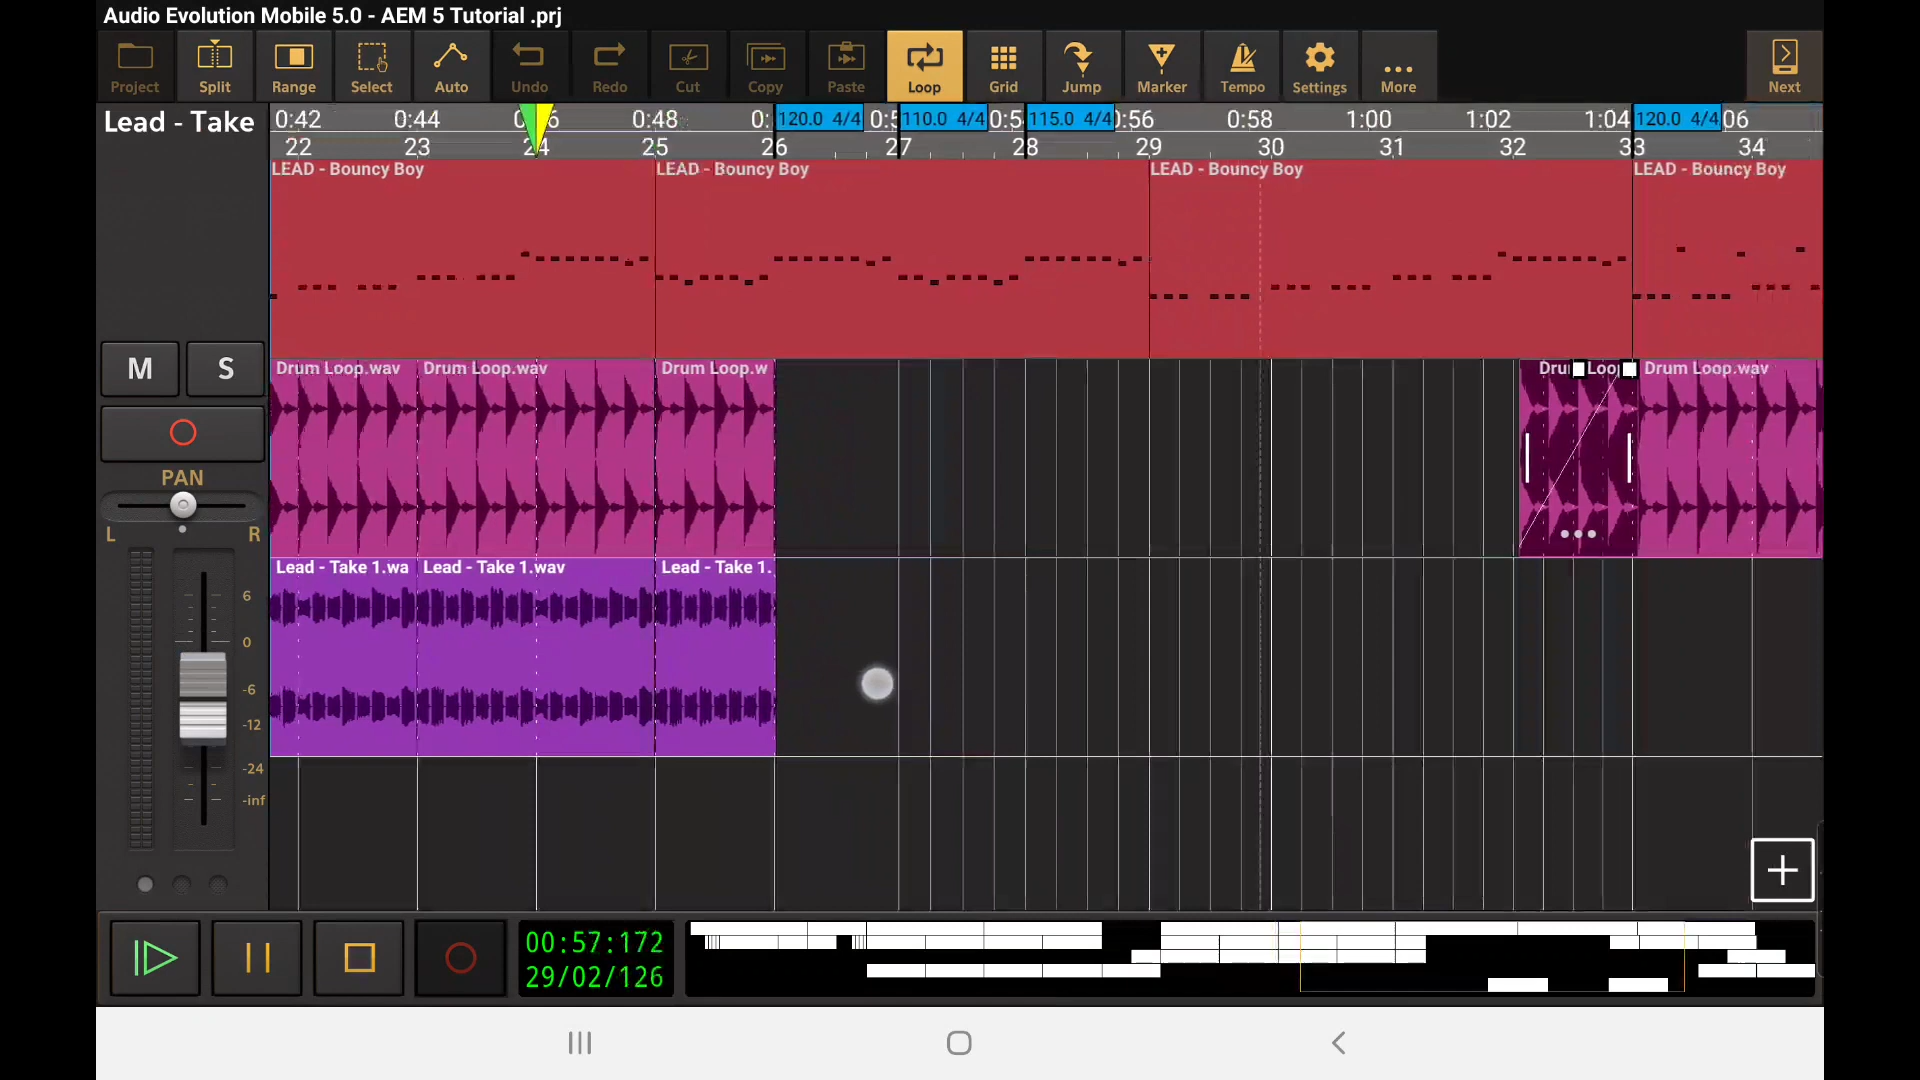 Audio Evolution Mobile 5.0 - AEM 5 Tutorial .prj
Project Split Range Select Auto Undo Redo Cut Copy Paste Loop Grid Jump Marker Tempo Settings More Next
Lead - Take
0:42 0:44 0:48 120.0 4/4 110.0 4/4 115.0 4/4 0:56 0:58 1:00 1:02 1:04 120.0 4/4 06
22 23 24 25 26 27 28 29 30 31 32 33 34
LEAD - Bouncy Boy LEAD - Bouncy Boy LEAD - Bouncy Boy LEAD - Bouncy Boy
M S
Drum Loop.wav Drum Loop.wav Drum Loop.w Dru Loop Drum Loop.wav
PAN
L R
Lead - Take 1.wa Lead - Take 1.wav Lead - Take 1.
6
0
-6
-12
-24
-inf
00:57:172
29/02/126